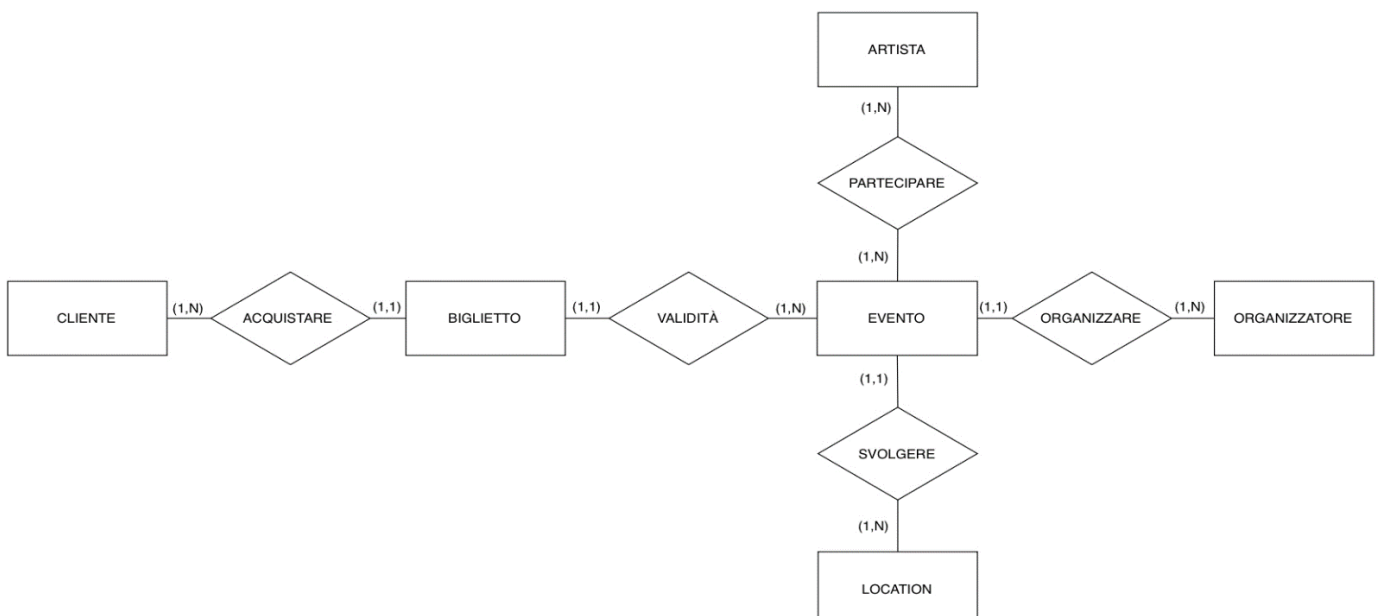 ARTISTA
(1,N)
PARTECIPARE
(1,N)
CLIENTE (1,N) ACQUISTARE (1,1) BIGLIETTO (1,1) VALIDITÀ (1,N) EVENTO (1,1) ORGANIZZARE (1,N) ORGANIZZATORE
(1,1)
SVOLGERE
(1,N)
LOCATION